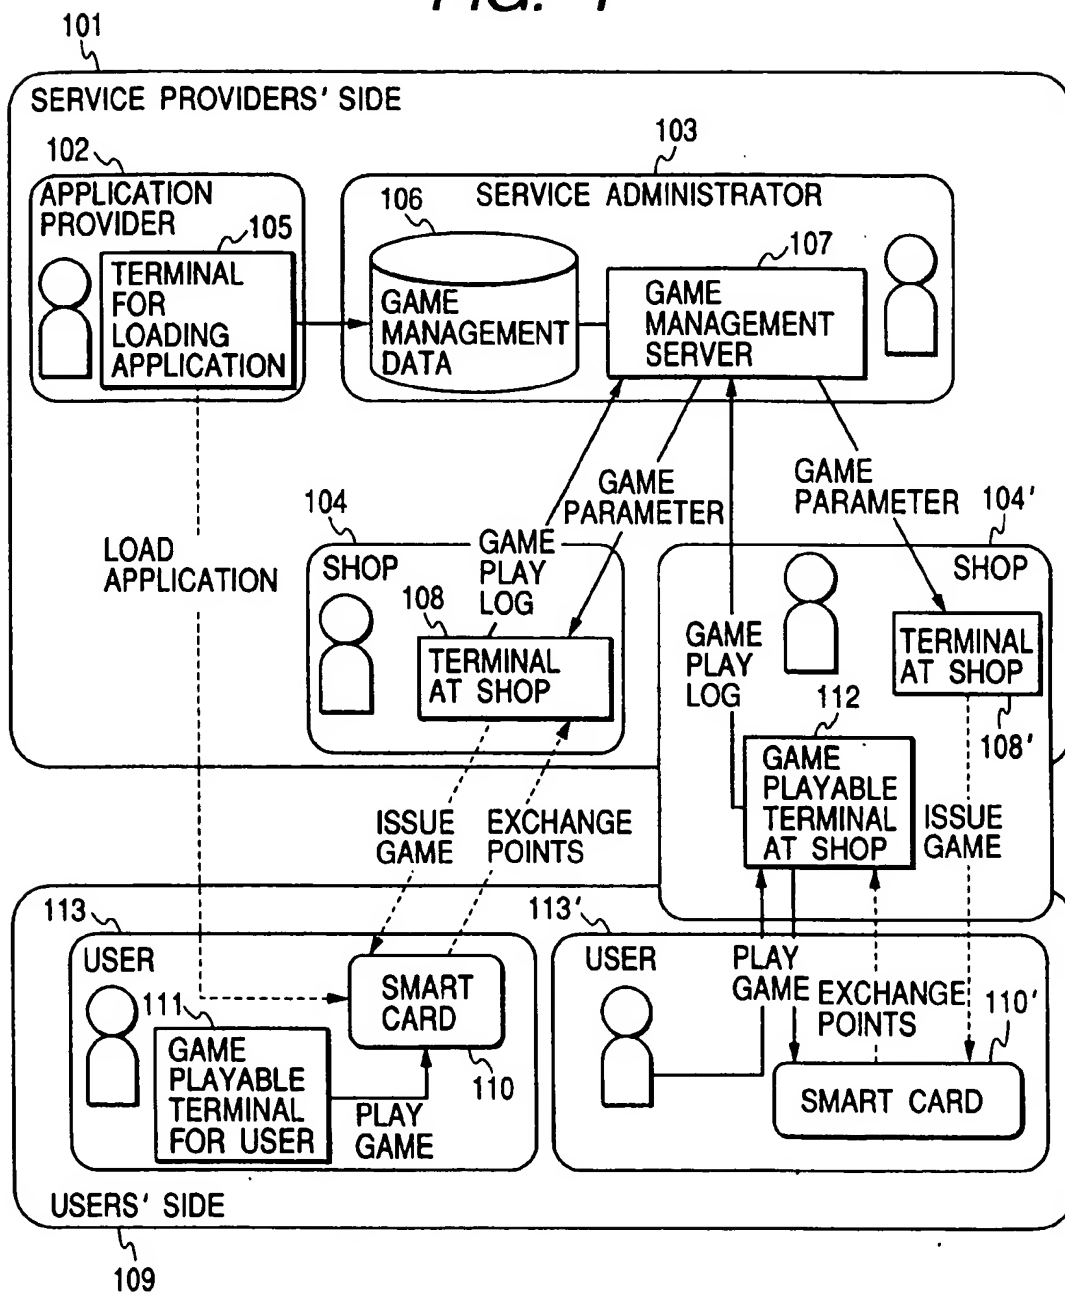 FIG. 1
101
SERVICE PROVIDERS' SIDE
102
103
APPLICATION
PROVIDER
105
TERMINAL
FOR
LOADING
APPLICATION
SERVICE ADMINISTRATOR
106
107
GAME
MANAGEMENT
DATA
GAME
MANAGEMENT
SERVER
LOAD
APPLICATION
104
SHOP
108
GAME
PLAY
LOG
GAME
PARAMETER
TERMINAL
AT SHOP
GAME
PARAMETER
104'
SHOP
GAME
PLAY
LOG
TERMINAL
AT SHOP
108'
112
GAME
PLAYABLE
TERMINAL
AT SHOP
ISSUE
GAME
EXCHANGE
POINTS
ISSUE
GAME
113
USER
111
GAME
PLAYABLE
TERMINAL
FOR USER
SMART
CARD
110
PLAY
GAME
113'
USER
PLAY
GAME
EXCHANGE
POINTS
110'
SMART CARD
USERS' SIDE
109